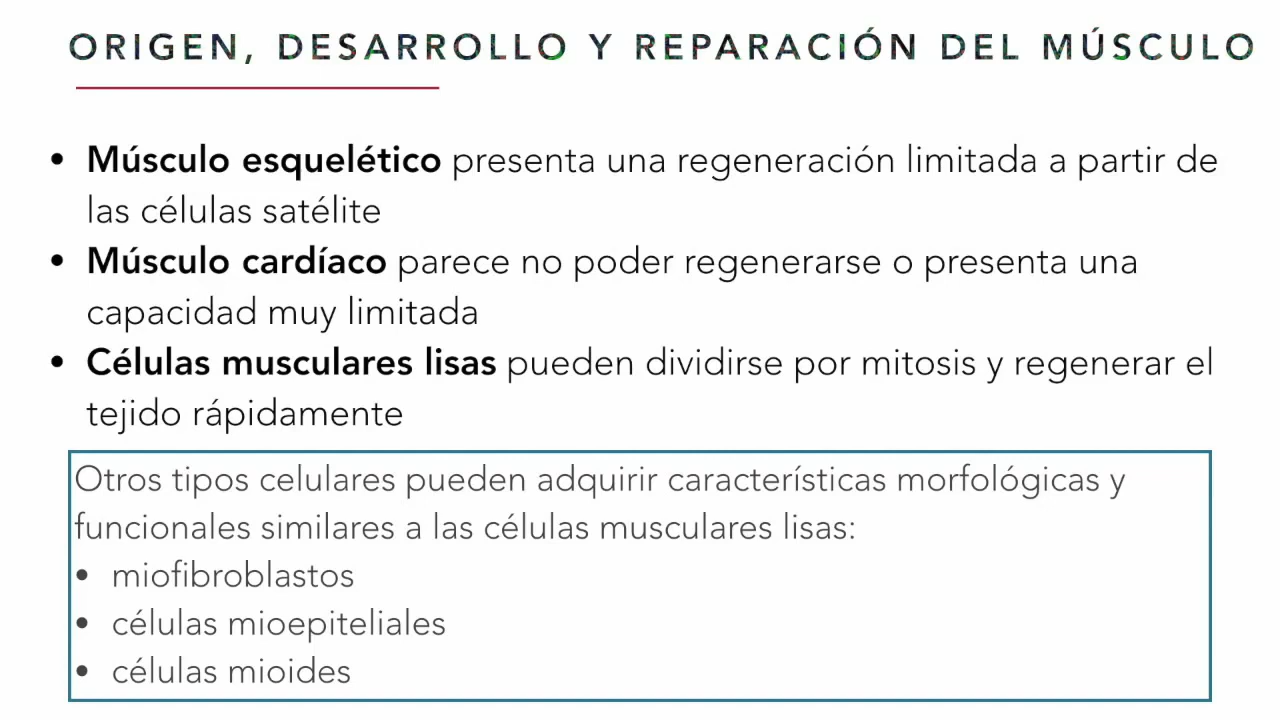 ORIGEN, DESARROLLO Y REPARACIÓN DEL MÚSCULO
• Músculo esquelético presenta una regeneración limitada a partir de
las células satélite
• Músculo cardíaco parece no poder regenerarse o presenta una
capacidad muy limitada
• Células musculares lisas pueden dividirse por mitosis y regenerar el
tejido rápidamente
Otros tipos celulares pueden adquirir características morfológicas y
funcionales similares a las células musculares lisas:
• miofibroblastos
• células mioepiteliales
• células mioides